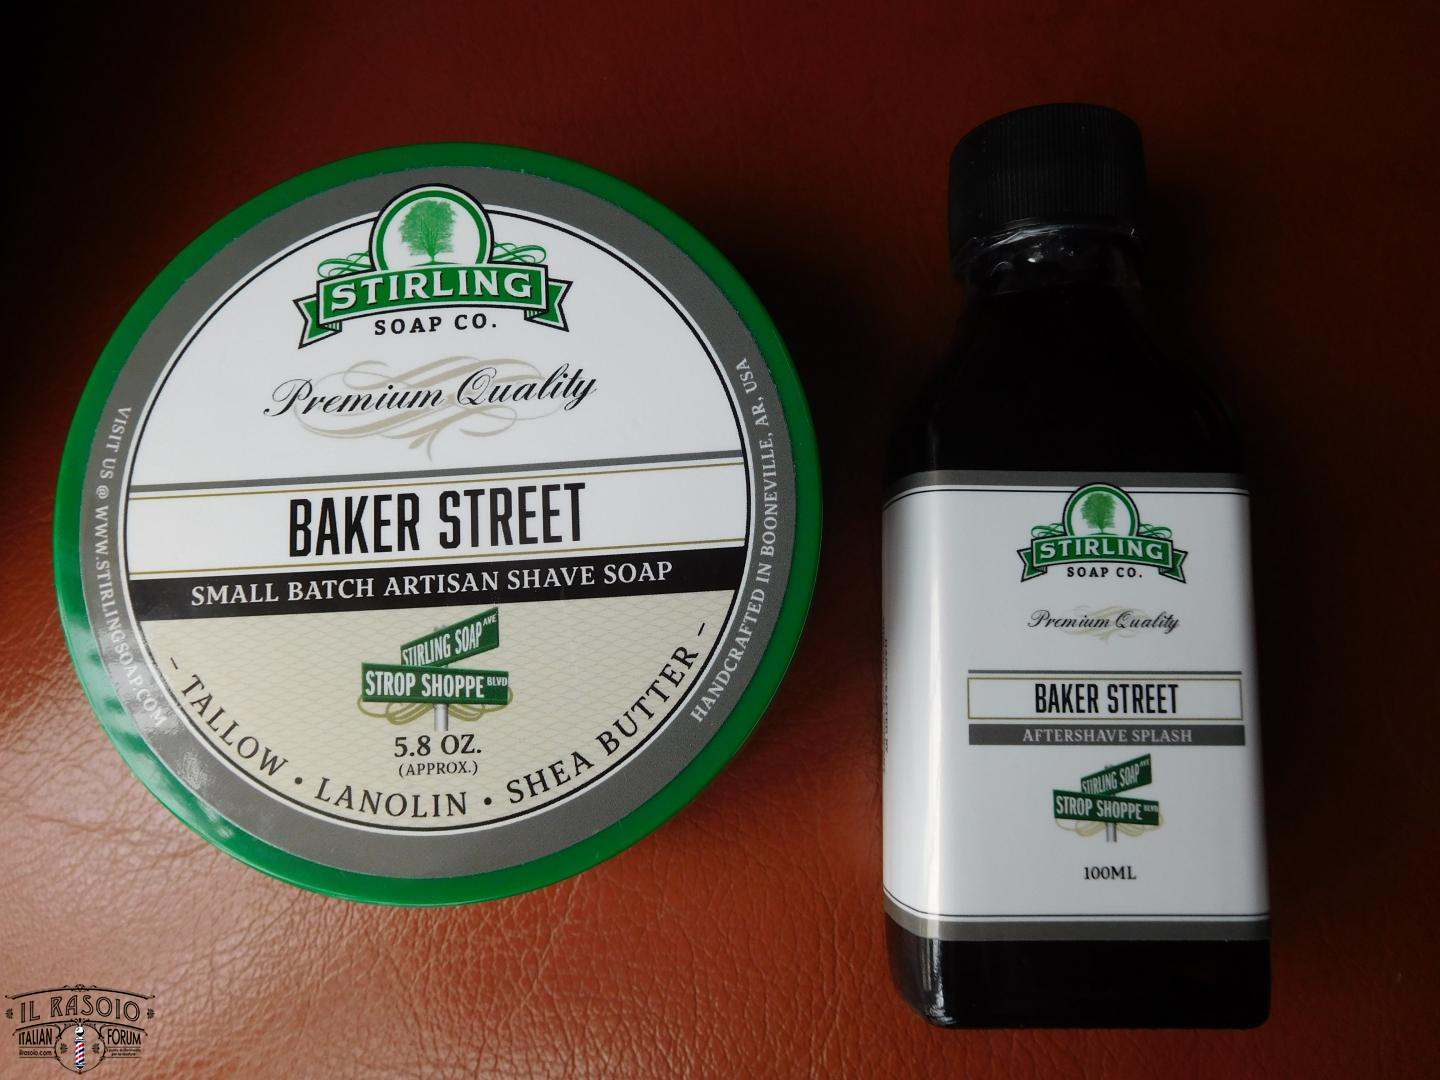 STIRLING
SOAP CO.
Premium Quality
BAKER STREET
SMALL BATCH ARTISAN SHAVE SOAP
STIRLING SOAP AVE
STROP SHOPPE BLVD
5.8 OZ.
(APPROX.)
- TALLOW • LANOLIN • SHEA BUTTER -
VISIT US @ WWW.STIRLINGSOAP.COM
HANDCRAFTED IN BOONEVILLE, AR, USA
STIRLING
SOAP CO.
Premium Quality
BAKER STREET
AFTERSHAVE SPLASH
STIRLING SOAP AVE
STROP SHOPPE BLVD
100ML
IL RASOIO
ITALIAN FORUM
ilrasoio.com